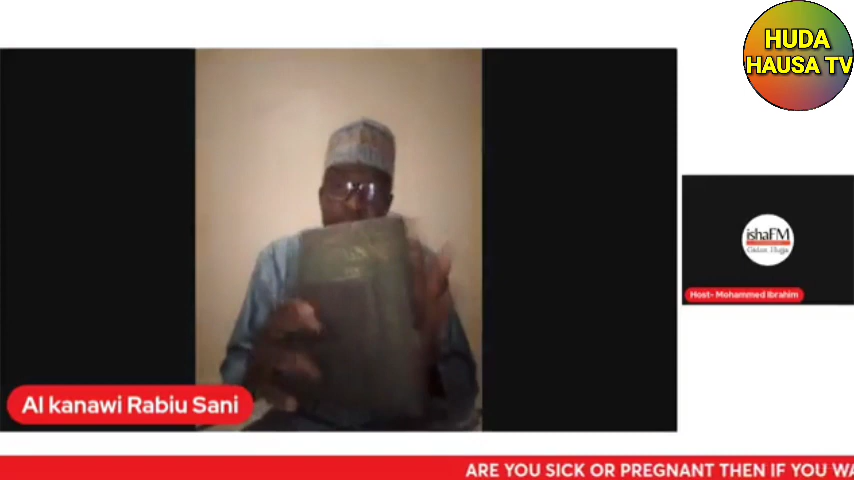 HUDA
HAUSA TV
ishaFM
Host- Mohammed Ibrahim
Al kanawi Rabiu Sani
ARE YOU SICK OR PREGNANT THEN IF YOU WA